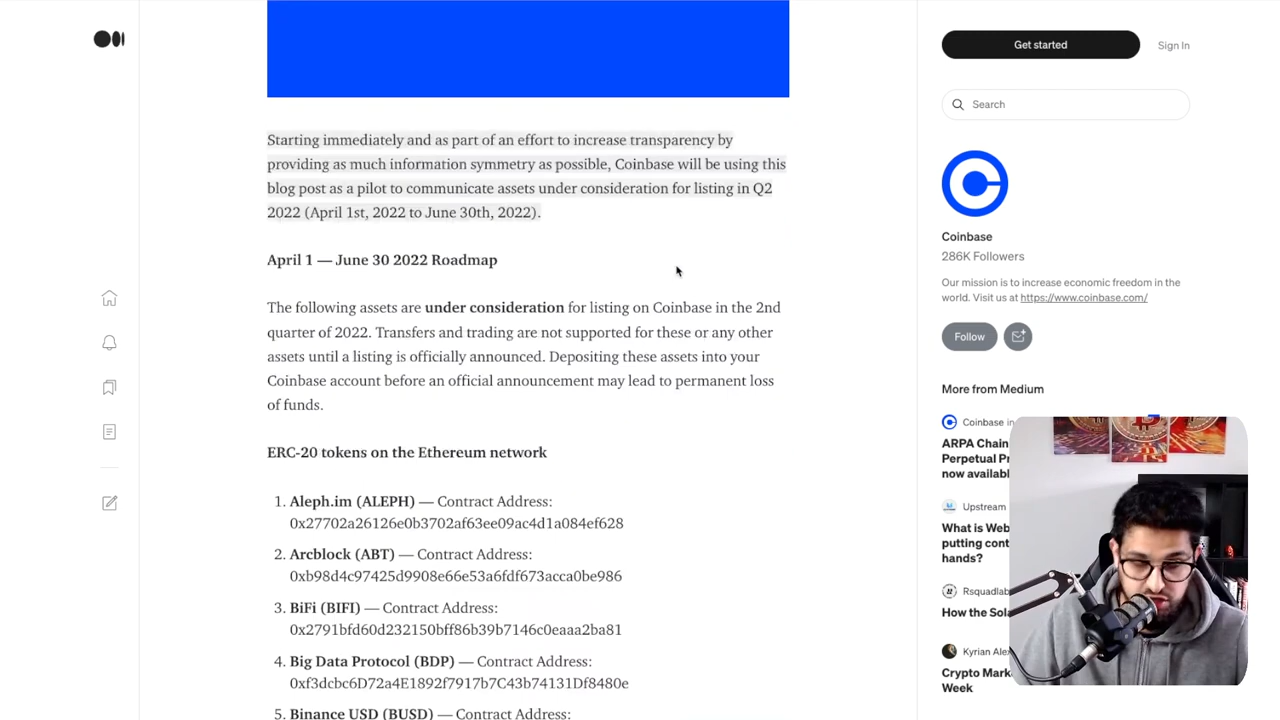 Get started
Sign In
Search
Starting immediately and as part of an effort to increase transparency by
providing as much information symmetry as possible, Coinbase will be using this
blog post as a pilot to communicate assets under consideration for listing in Q2
2022 (April 1st, 2022 to June 30th, 2022).
April 1 — June 30 2022 Roadmap
The following assets are under consideration for listing on Coinbase in the 2nd
quarter of 2022. Transfers and trading are not supported for these or any other
assets until a listing is officially announced. Depositing these assets into your
Coinbase account before an official announcement may lead to permanent loss
of funds.
ERC-20 tokens on the Ethereum network
1. Aleph.im (ALEPH) — Contract Address:
0x27702a26126e0b3702af63ee09ac4d1a084ef628
2. Arcblock (ABT) — Contract Address:
0xb98d4c97425d9908e66e53a6fdf673acca0be986
3. BiFi (BIFI) — Contract Address:
0x2791bfd60d232150bff86b39b7146c0eaaa2ba81
4. Big Data Protocol (BDP) — Contract Address:
0xf3dcbc6D72a4E1892f7917b7C43b74131Df8480e
5. Binance USD (BUSD) — Contract Address:
Coinbase
286K Followers
Our mission is to increase economic freedom in the
world. Visit us at https://www.coinbase.com/
Follow
More from Medium
Coinbase in
ARPA Chain
Perpetual Pr
now availabl
Upstream
What is Web
putting cont
hands?
Rsquadlab
How the Sola
Kyrian Alex
Crypto Mark
Week